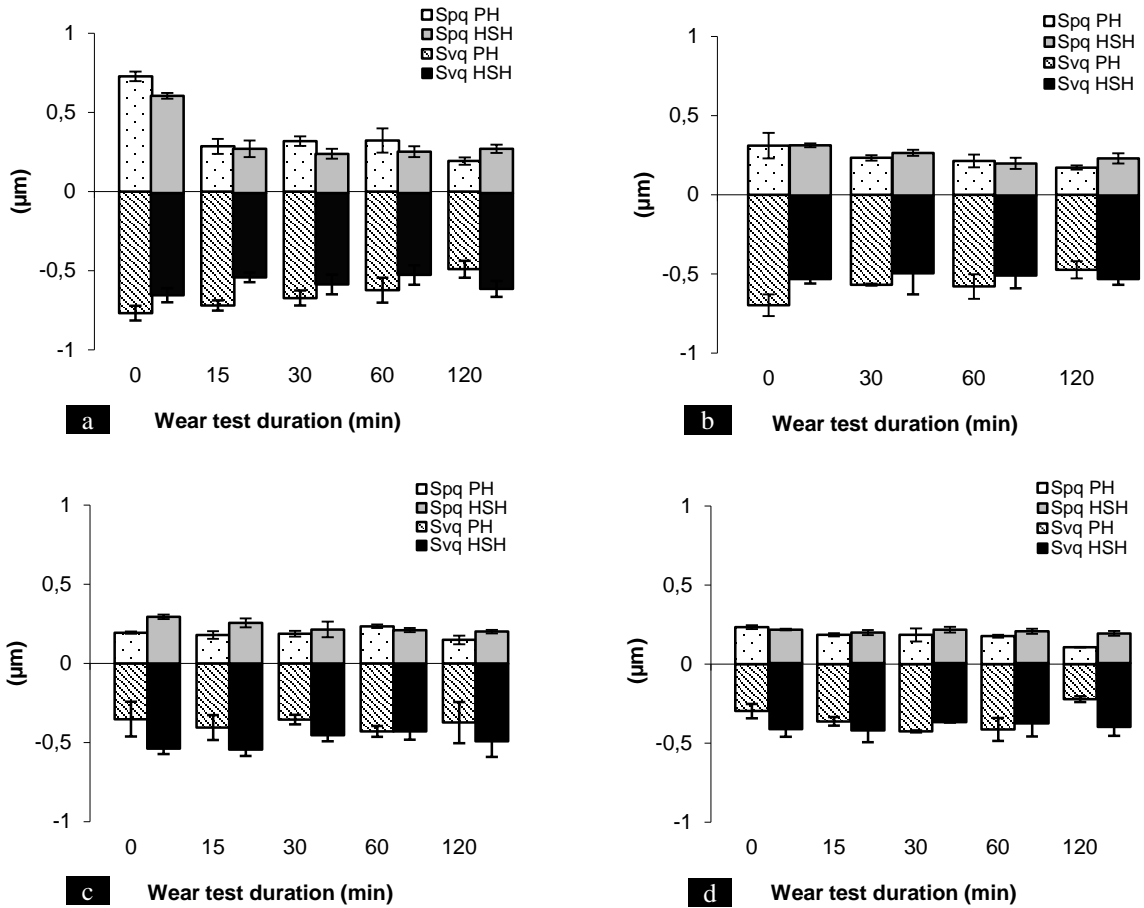 Spq PH
Spq HSH
Svq PH
Svq HSH
1
0,5
0
-0,5
-1
(µm)
0 15 30 60 120
a Wear test duration (min)
Spq PH
Spq HSH
Svq PH
Svq HSH
1
0,5
0
-0,5
-1
(µm)
0 30 60 120
b Wear test duration (min)
Spq PH
Spq HSH
Svq PH
Svq HSH
1
0,5
0
-0,5
-1
(µm)
0 15 30 60 120
c Wear test duration (min)
Spq PH
Spq HSH
Svq PH
Svq HSH
1
0,5
0
-0,5
-1
(µm)
0 15 30 60 120
d Wear test duration (min)